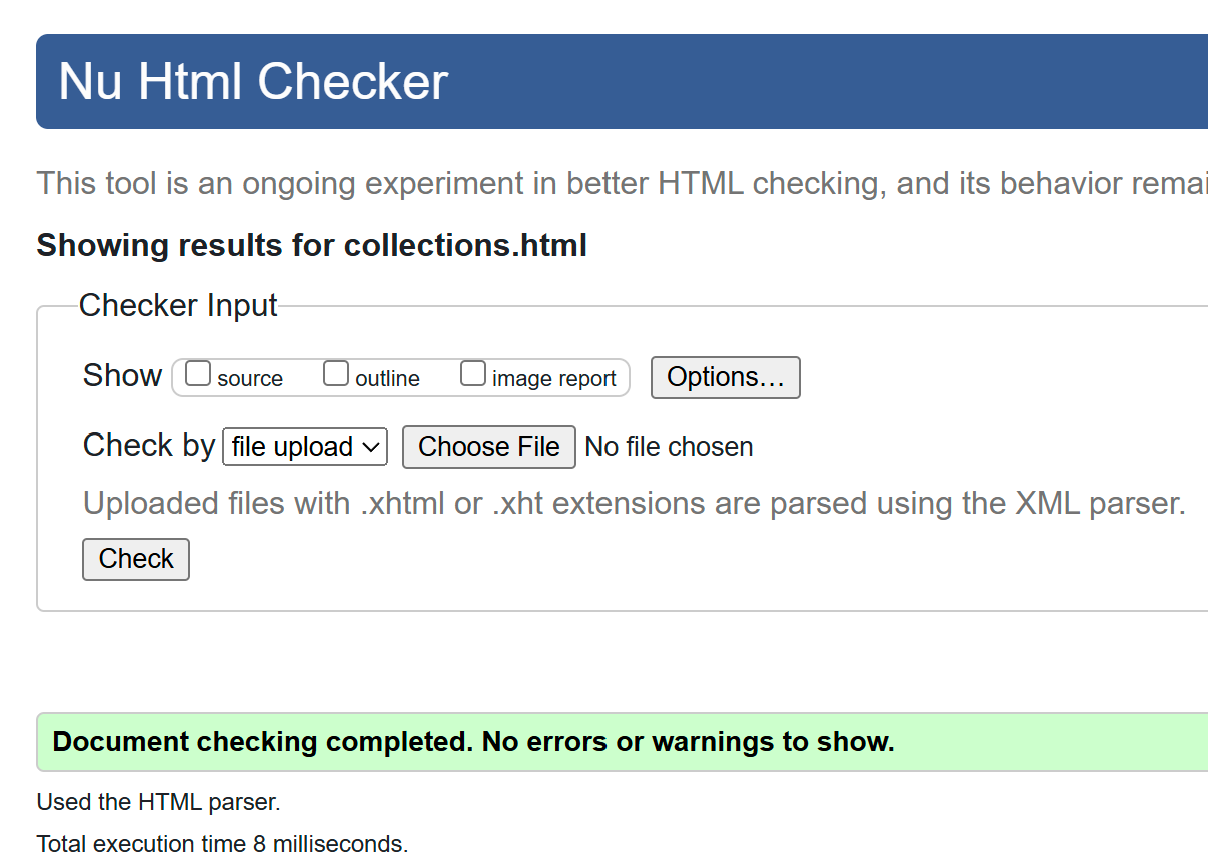 Nu Html Checker
This tool is an ongoing experiment in better HTML checking, and its behavior remai
Showing results for collections.html
Checker Input
Show source outline image report Options…
Check by file upload Choose File No file chosen
Uploaded files with .xhtml or .xht extensions are parsed using the XML parser.
Check
Document checking completed. No errors or warnings to show.
Used the HTML parser.
Total execution time 8 milliseconds.